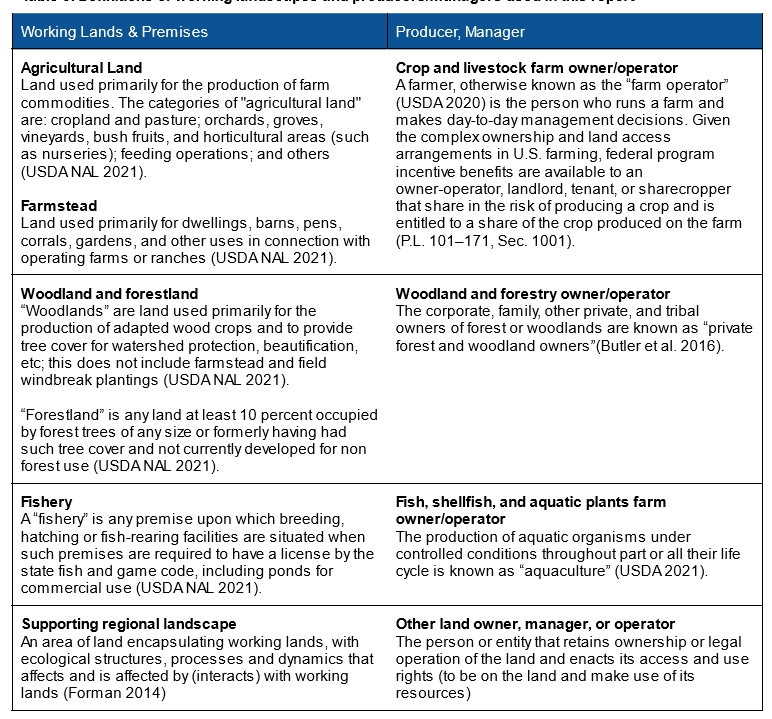 Working Lands & Premises
Producer, Manager
Agricultural Land
Land used primarily for the production of farm
commodities. The categories of "agricultural land"
are: cropland and pasture; orchards, groves,
vineyards, bush fruits, and horticultural areas (such
as nurseries); feeding operations; and others
(USDA NAL 2021).
Farmstead
Land used primarily for dwellings, barns, pens,
corrals, gardens, and other uses in connection with
operating farms or ranches (USDA NAL 2021).
Crop and livestock farm owner/operator
A farmer, otherwise known as the “farm operator”
(USDA 2020) is the person who runs a farm and
makes day-to-day management decisions. Given
the complex ownership and land access
arrangements in U.S. farming, federal program
incentive benefits are available to an
owner-operator, landlord, tenant, or sharecropper
that share in the risk of producing a crop and is
entitled to a share of the crop produced on the farm
(P.L. 101–171, Sec. 1001).
Woodland and forestland
“Woodlands” are land used primarily for the
production of adapted wood crops and to provide
tree cover for watershed protection, beautification,
etc; this does not include farmstead and field
windbreak plantings (USDA NAL 2021).
“Forestland” is any land at least 10 percent occupied
by forest trees of any size or formerly having had
such tree cover and not currently developed for non
forest use (USDA NAL 2021).
Woodland and forestry owner/operator
The corporate, family, other private, and tribal
owners of forest or woodlands are known as “private
forest and woodland owners”(Butler et al. 2016).
Fishery
A “fishery” is any premise upon which breeding,
hatching or fish-rearing facilities are situated when
such premises are required to have a license by the
state fish and game code, including ponds for
commercial use (USDA NAL 2021).
Fish, shellfish, and aquatic plants farm
owner/operator
The production of aquatic organisms under
controlled conditions throughout part or all their life
cycle is known as “aquaculture” (USDA 2021).
Supporting regional landscape
An area of land encapsulating working lands, with
ecological structures, processes and dynamics that
affects and is affected by (interacts) with working
lands (Forman 2014)
Other land owner, manager, or operator
The person or entity that retains ownership or legal
operation of the land and enacts its access and use
rights (to be on the land and make use of its
resources)